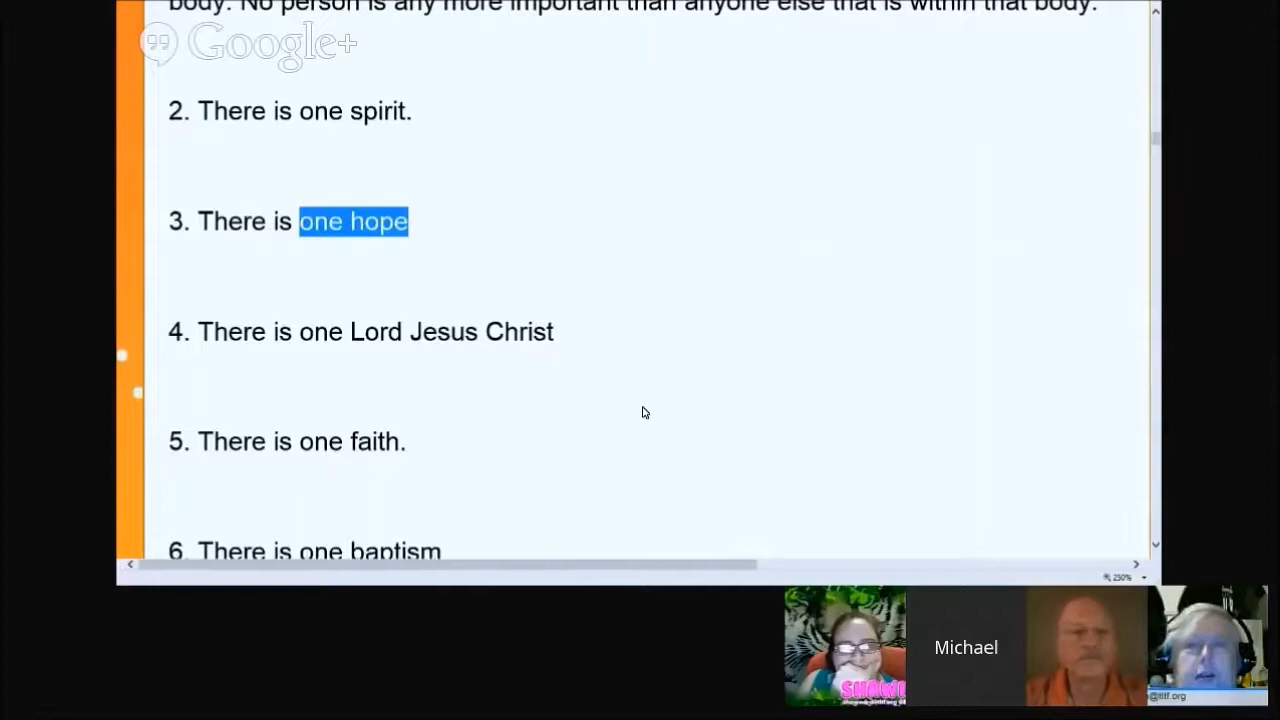 body. No person is any more important than anyone else that is within that body.
Google+
2. There is one spirit.
3. There is one hope
4. There is one Lord Jesus Christ
5. There is one faith.
6. There is one baptism
230%
Michael